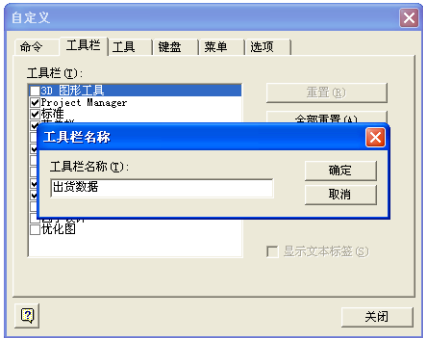 自定义
命令 工具栏 工具 键盘 菜单 选项
工具栏(T):
3D 图形工具
Project Manager
标准
重置(R)
全部重置(A)
工具栏名称
工具栏名称(T):
出货数据
确定
取消
优化图
显示文本标签(S)
关闭